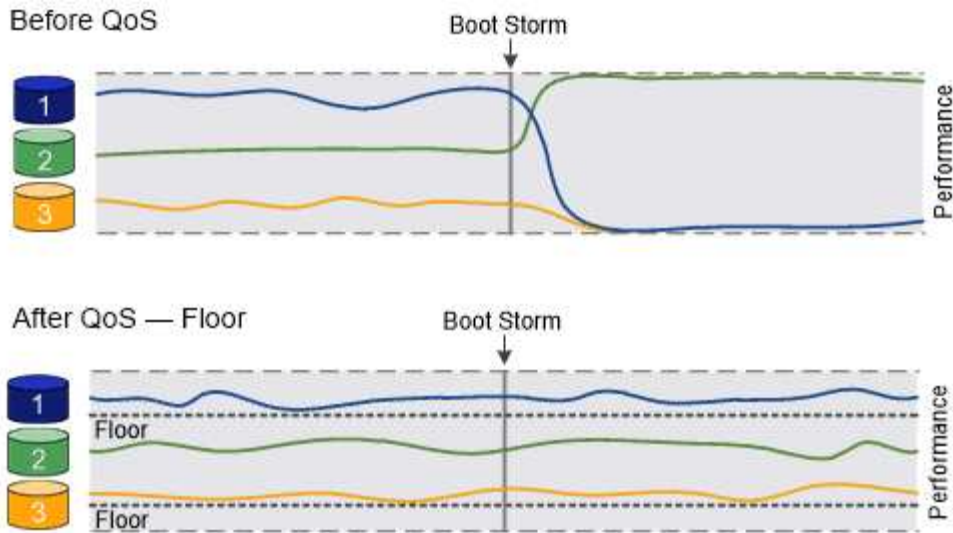 Before QoS
Boot Storm
1
2
3
Performance
After QoS — Floor
Boot Storm
1
Floor
2
3
Floor
Performance